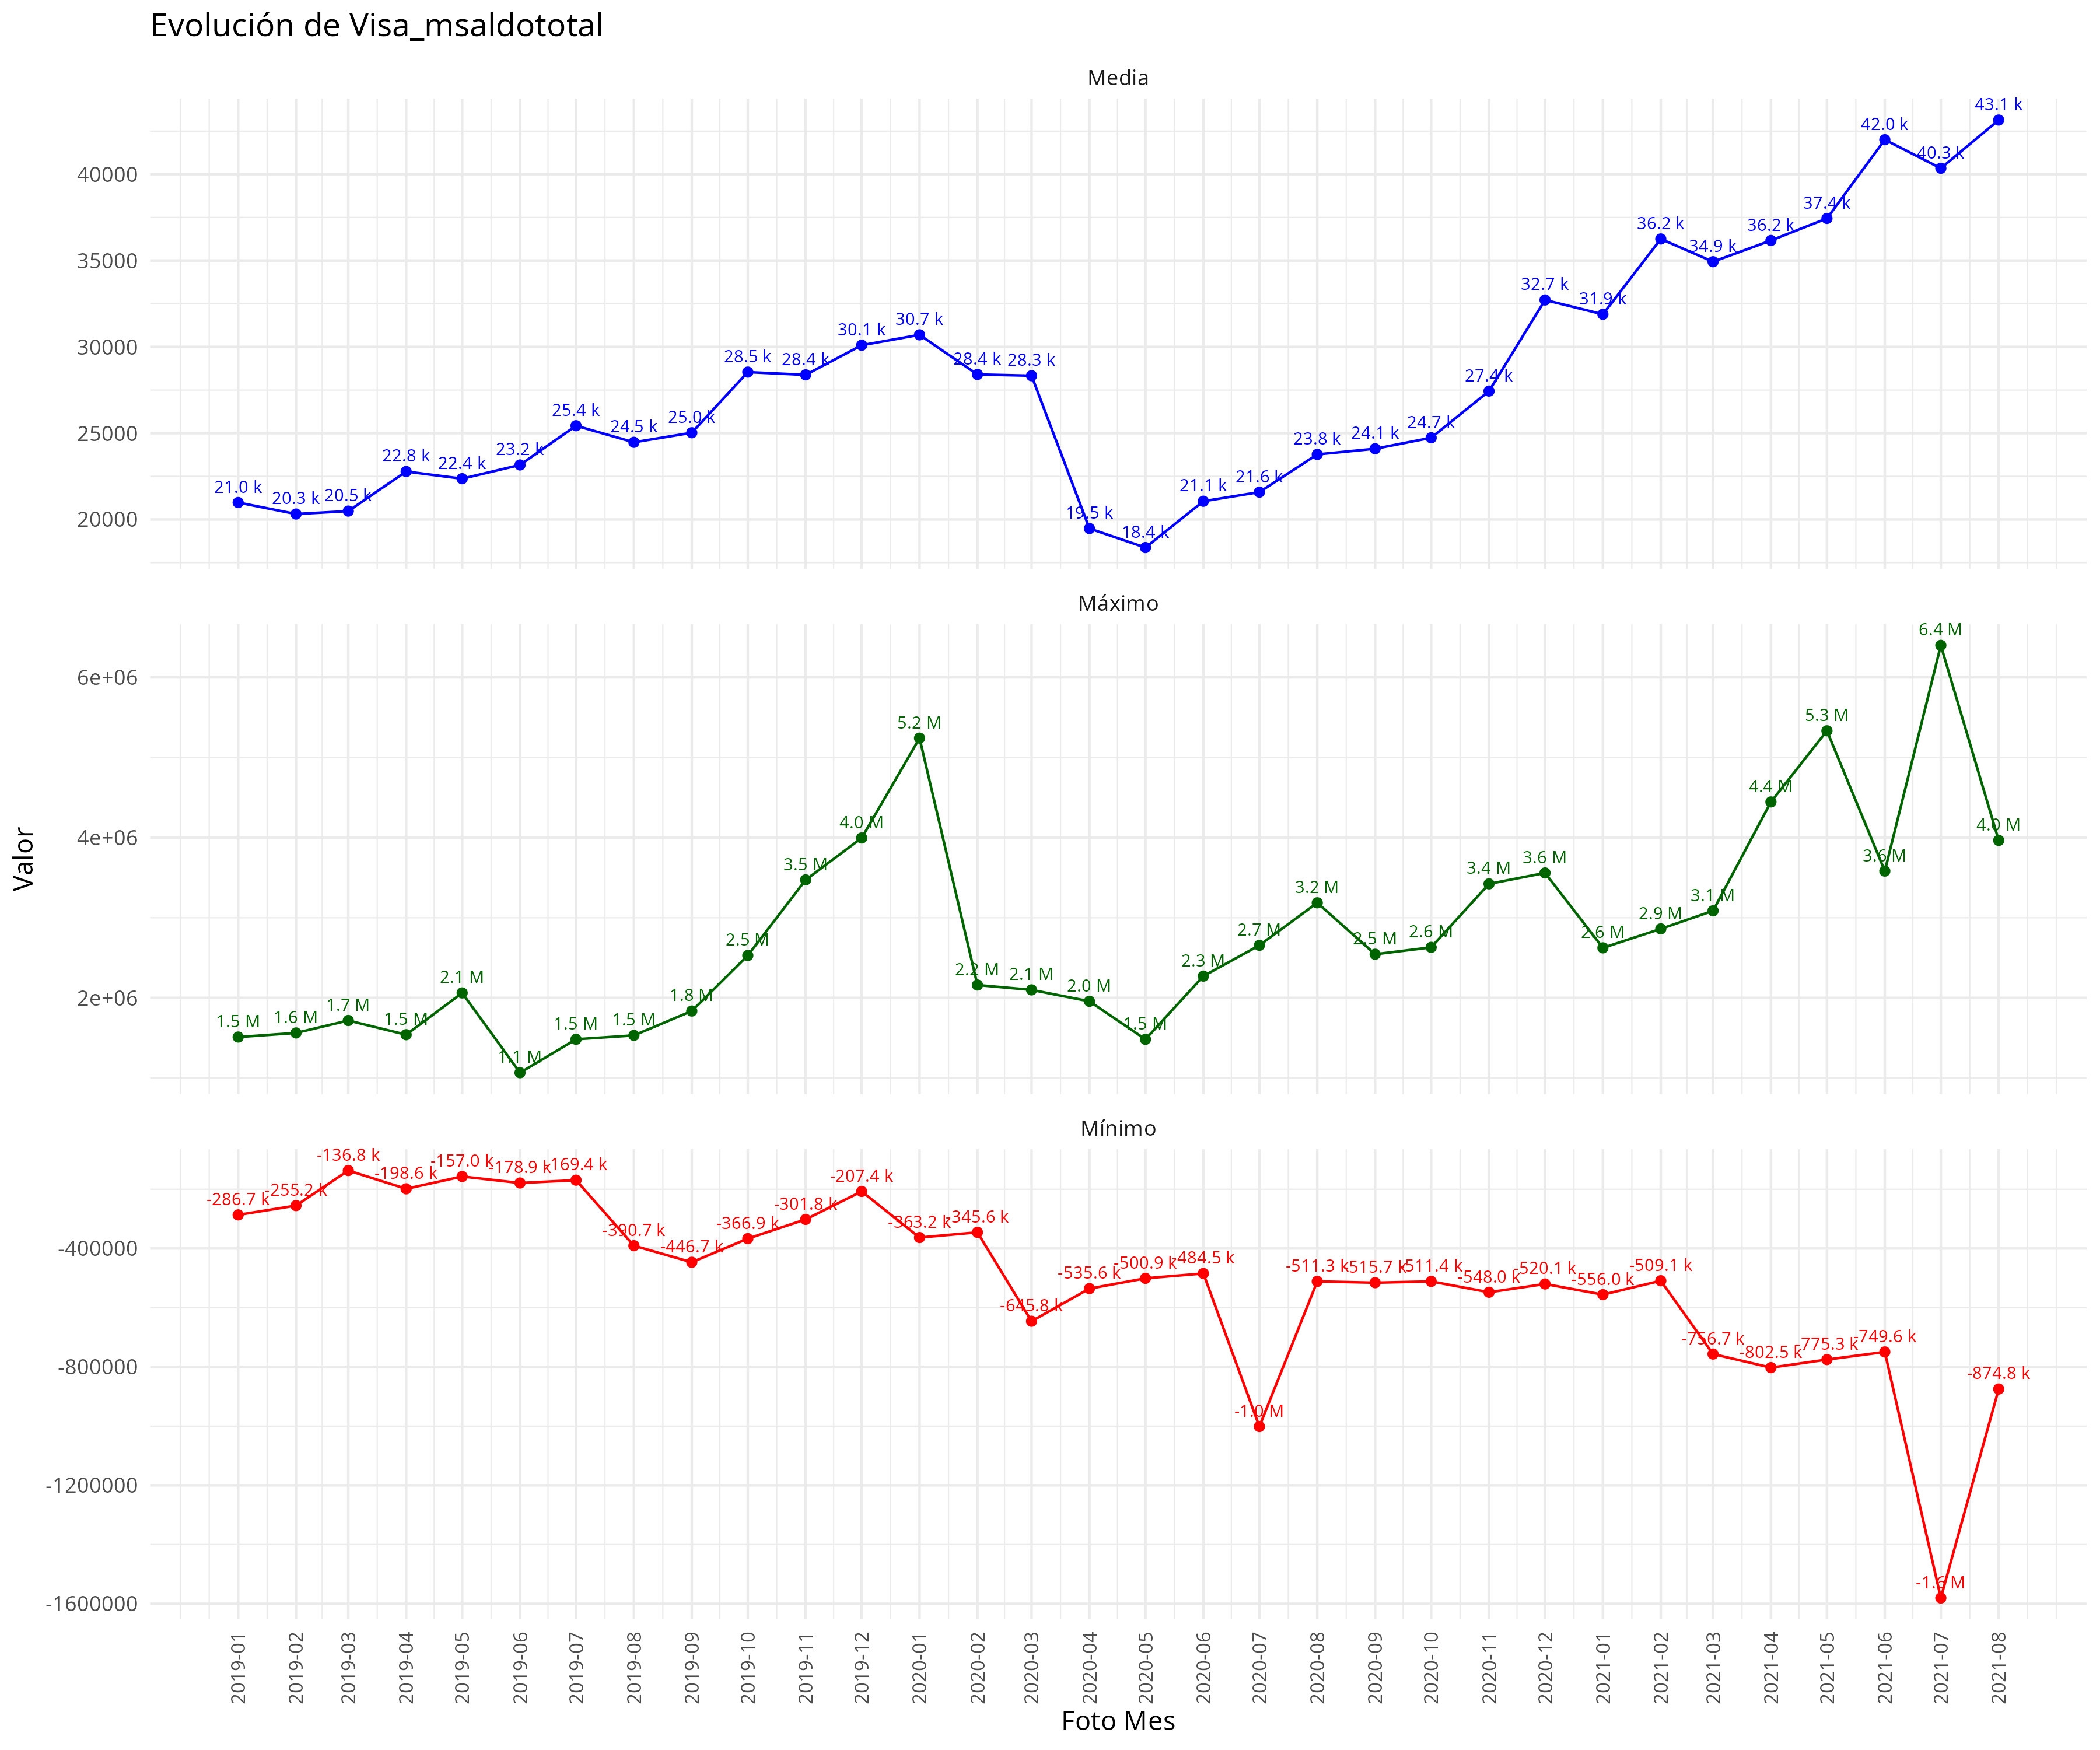 Evolución de Visa_msaldototal
Media
43.1 k
42.0 k
40.3 k
37.4 k
36.2 k
34.9 k
36.2 k
32.7 k
31.9 k
30.7 k
30.1 k
28.5 k
28.4 k
28.4 k
28.3 k
27.4 k
25.4 k
24.5 k
25.0 k
24.7 k
24.1 k
23.8 k
22.8 k
22.4 k
23.2 k
21.0 k
20.3 k
20.5 k
21.1 k
21.6 k
19.5 k
18.4 k
40000
35000
30000
25000
20000
Máximo
1.5 M
1.6 M
1.7 M
1.5 M
2.1 M
1.1 M
1.5 M
1.5 M
1.8 M
2.5 M
3.5 M
4.0 M
5.2 M
2.2 M
2.1 M
2.0 M
1.5 M
2.3 M
2.7 M
3.2 M
2.5 M
2.6 M
3.4 M
3.6 M
2.6 M
2.9 M
3.1 M
4.4 M
5.3 M
3.6 M
6.4 M
4.0 M
6e+06
4e+06
2e+06
Valor
Mínimo
-286.7 k
-255.2 k
-136.8 k
-198.6 k
-157.0 k
-178.9 k
-169.4 k
-390.7 k
-446.7 k
-366.9 k
-301.8 k
-207.4 k
-363.2 k
-345.6 k
-645.8 k
-535.6 k
-500.9 k
-484.5 k
-1.0 M
-511.3 k
-515.7 k
-511.4 k
-548.0 k
-520.1 k
-556.0 k
-509.1 k
-756.7 k
-802.5 k
-775.3 k
-749.6 k
-1.6 M
-874.8 k
-400000
-800000
-1200000
-1600000
2019-01
2019-02
2019-03
2019-04
2019-05
2019-06
2019-07
2019-08
2019-09
2019-10
2019-11
2019-12
2020-01
2020-02
2020-03
2020-04
2020-05
2020-06
2020-07
2020-08
2020-09
2020-10
2020-11
2020-12
2021-01
2021-02
2021-03
2021-04
2021-05
2021-06
2021-07
2021-08
Foto Mes